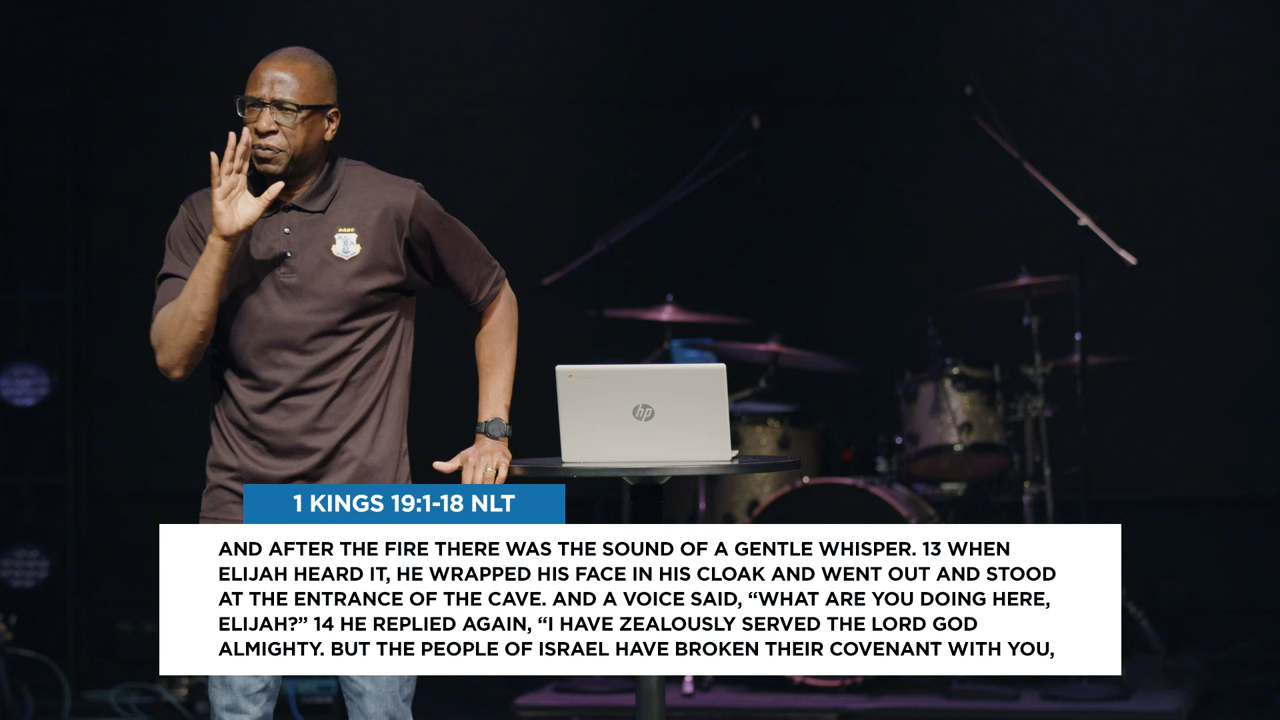 hp
1 KINGS 19:1-18 NLT
AND AFTER THE FIRE THERE WAS THE SOUND OF A GENTLE WHISPER. 13 WHEN
ELIJAH HEARD IT, HE WRAPPED HIS FACE IN HIS CLOAK AND WENT OUT AND STOOD
AT THE ENTRANCE OF THE CAVE. AND A VOICE SAID, “WHAT ARE YOU DOING HERE,
ELIJAH?” 14 HE REPLIED AGAIN, “I HAVE ZEALOUSLY SERVED THE LORD GOD
ALMIGHTY. BUT THE PEOPLE OF ISRAEL HAVE BROKEN THEIR COVENANT WITH YOU,